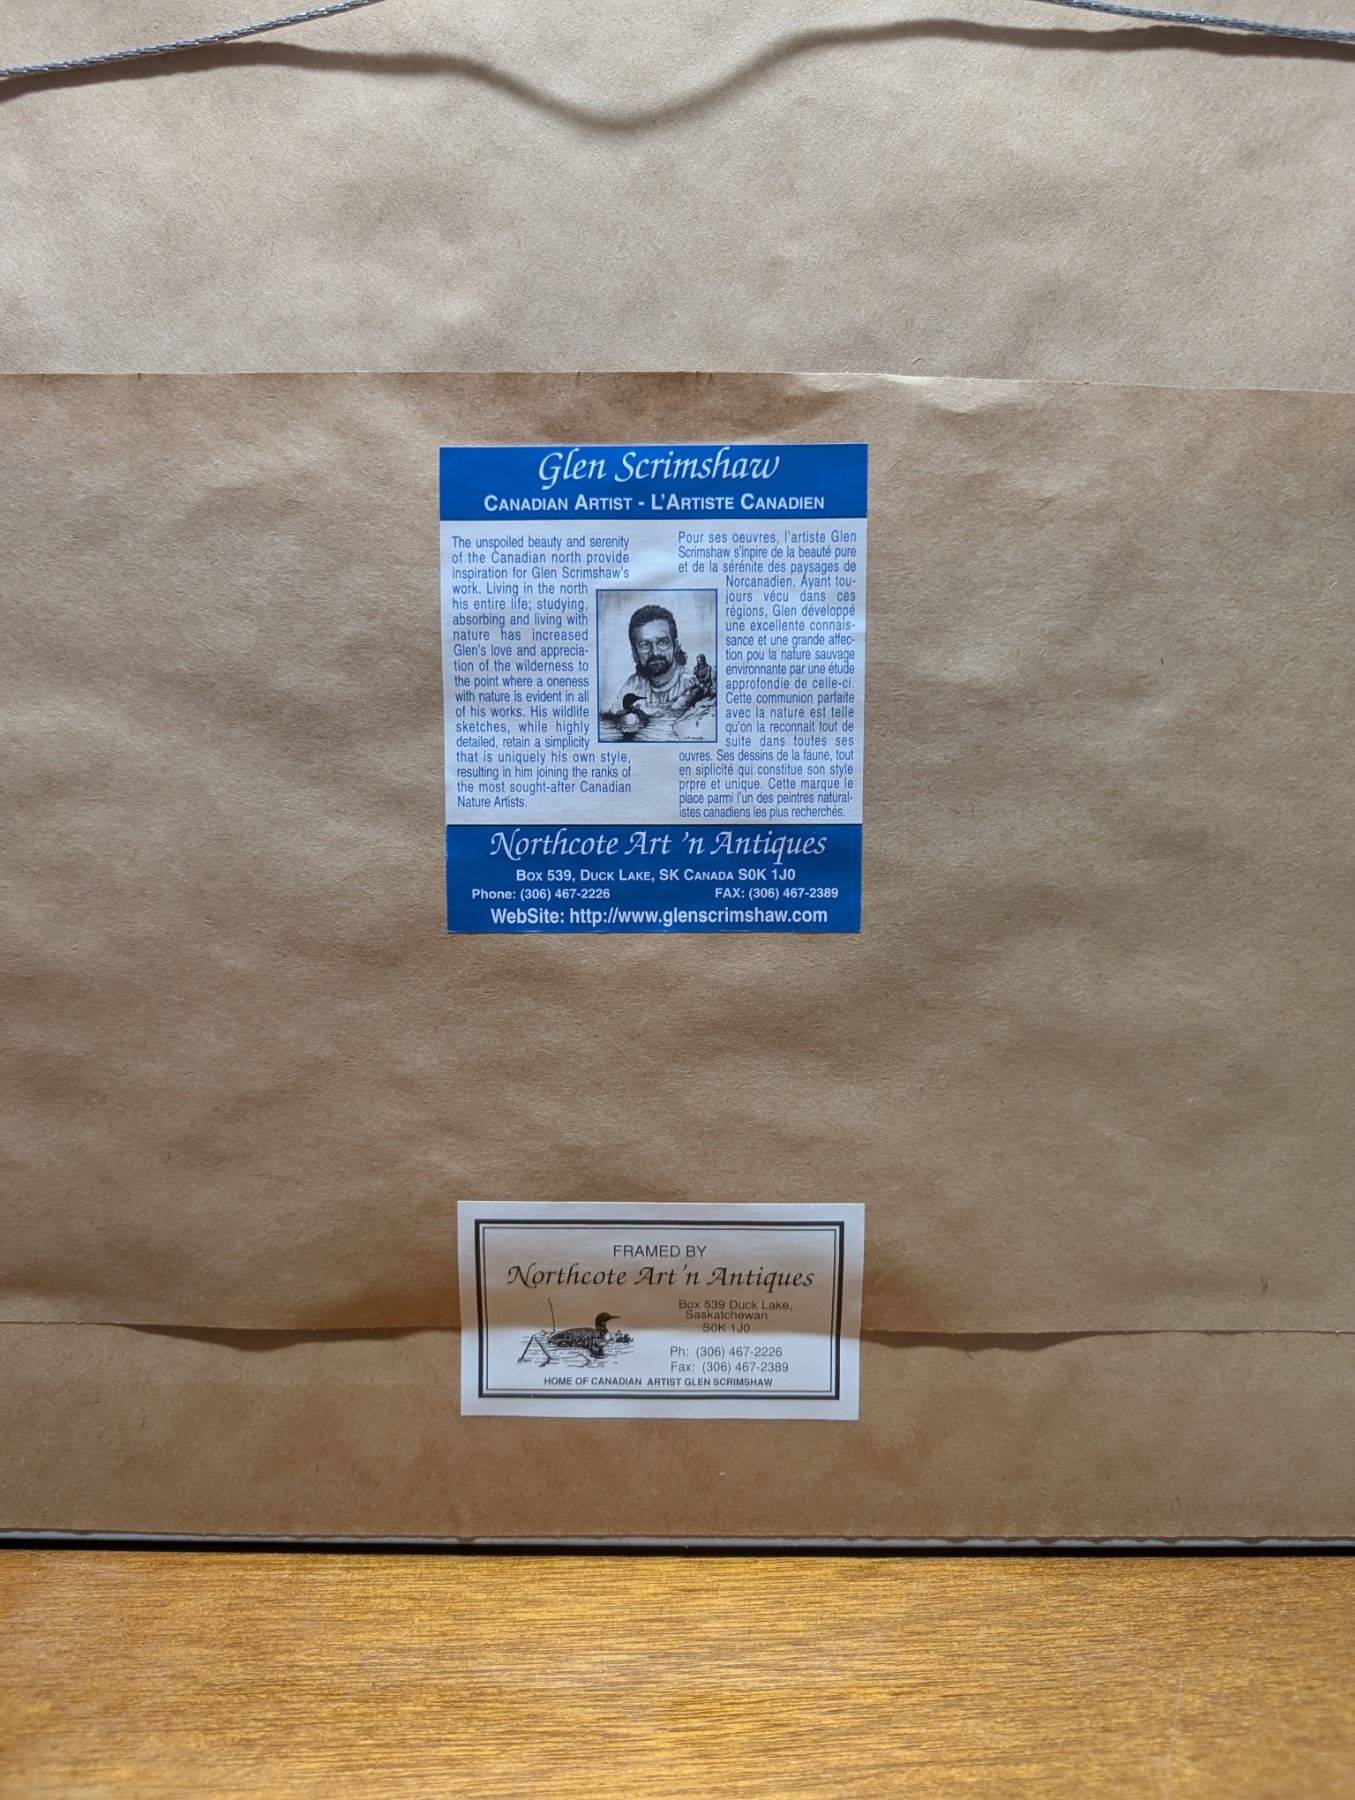 Glen Scrimshaw
CANADIAN ARTIST - L'ARTISTE CANADIEN
The unspoiled beauty and serenity
of the Canadian north provide
inspiration for Glen Scrimshaw's
work. Living in the north
his entire life; studying,
absorbing and living with
nature has increased
Glen's love and apprecia-
tion of the wilderness to
the point where a oneness
with nature is evident in all
of his works. His wildlife
sketches, while highly
detailed, retain a simplicity
that is uniquely his own style,
resulting in him joining the ranks of
the most sought-after Canadian
Nature Artists.
Pour ses oeuvres, l'artiste Glen
Scrimshaw s'inpire de la beauté pure
et de la sérénite des paysages de
Norcanadien. Ayant tou-
jours vécu dans ces
régions, Glen développé
une excellente connais-
sance et une grande affec-
tion pou la nature sauvage
environnante par une étude
approfondie de celle-ci.
Cette communion parfaite
avec la nature est telle
qu'on la reconnait tout de
suite dans toutes ses
ouvres. Ses dessins de la faune, tout
en siplicité qui constitue son style
prpre et unique. Cette marque le
place parmi l'un des peintres natural-
istes canadiens les plus recherchés.
Northcote Art 'n Antiques
BOX 539, DUCK LAKE, SK CANADA S0K 1J0
Phone: (306) 467-2226 FAX: (306) 467-2389
WebSite: http://www.glenscrimshaw.com
FRAMED BY
Northcote Art 'n Antiques
Box 539 Duck Lake,
Saskatchewan
S0K 1J0
Ph: (306) 467-2226
Fax: (306) 467-2389
HOME OF CANADIAN ARTIST GLEN SCRIMSHAW